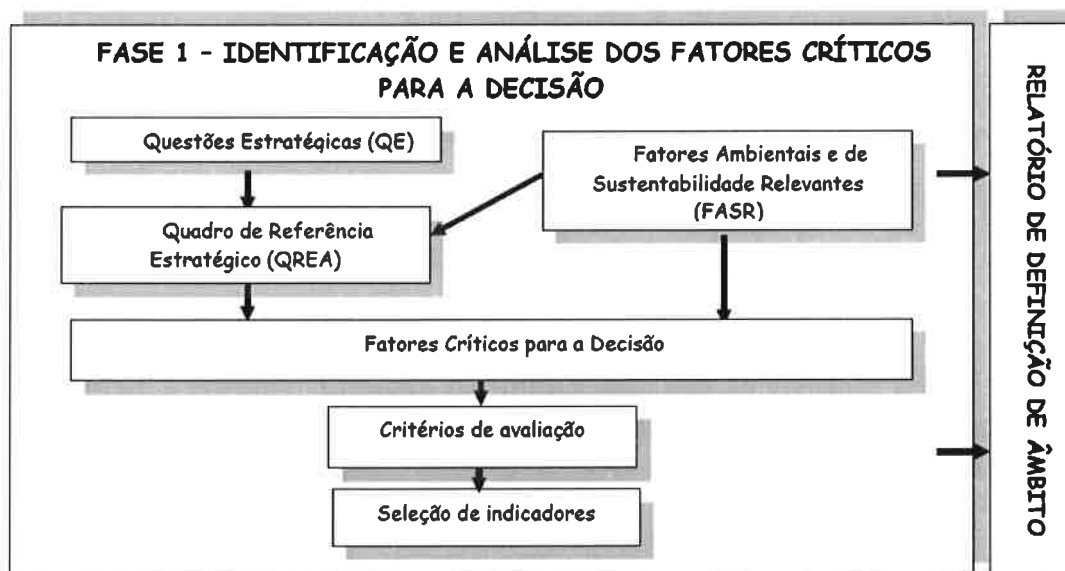 FASE 1 - IDENTIFICAÇÃO E ANÁLISE DOS FATORES CRÍTICOS
PARA A DECISÃO
Questões Estratégicas (QE)
Fatores Ambientais e de
Sustentabilidade Relevantes
(FASR)
Quadro de Referência
Estratégico (QREA)
Fatores Críticos para a Decisão
Critérios de avaliação
Seleção de indicadores
RELATÓRIO DE DEFINIÇÃO DE ÂMBITO